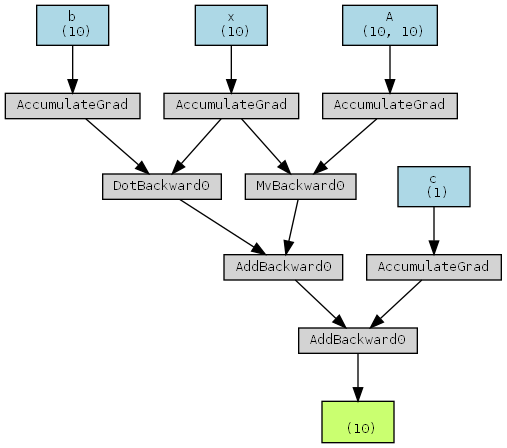 b
(10)
x
(10)
A
(10, 10)
AccumulateGrad
AccumulateGrad
AccumulateGrad
c
(1)
DotBackward0
MvBackward0
AddBackward0
AccumulateGrad
AddBackward0
(10)